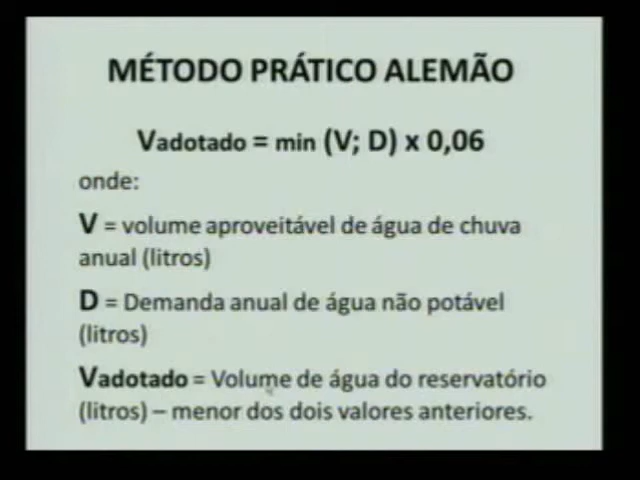 MÉTODO PRÁTICO ALEMÃO
Vadotado = min (V; D) x 0,06
onde:
V = volume aproveitável de água de chuva
anual (litros)
D = Demanda anual de água não potável
(litros)
Vadotado = Volume de água do reservatório
(litros) – menor dos dois valores anteriores.